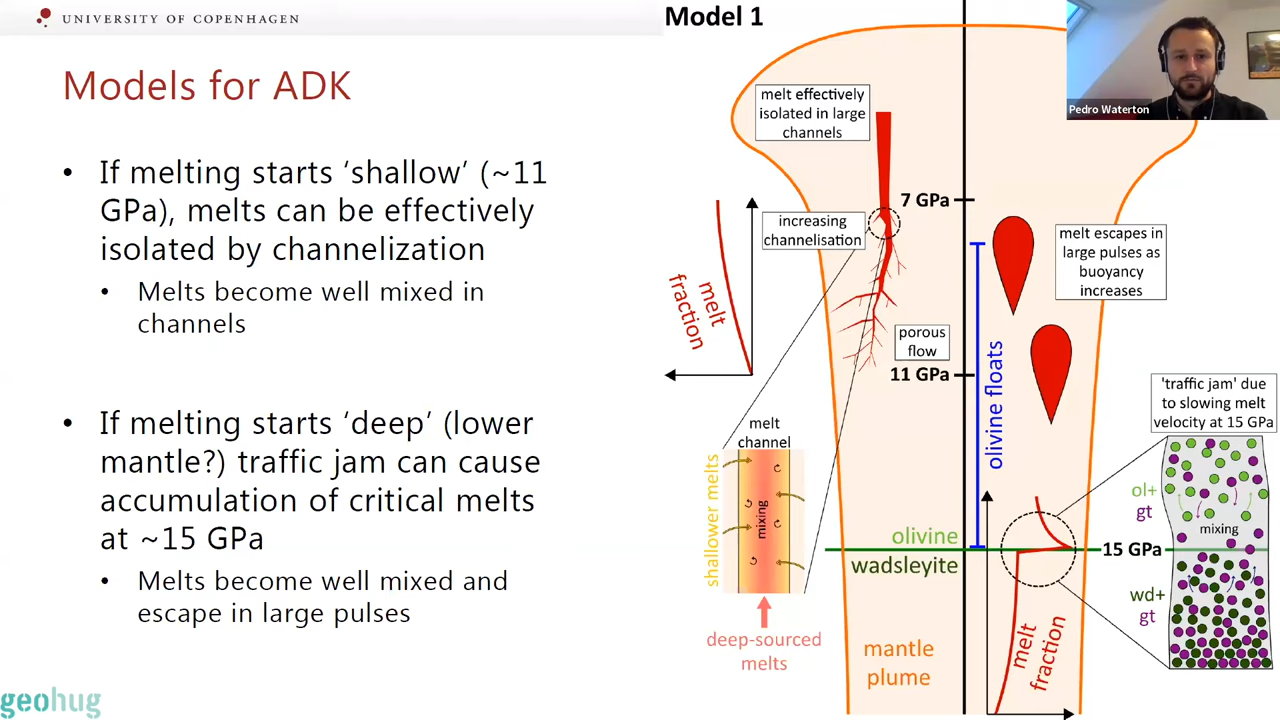 UNIVERSITY OF COPENHAGEN
Models for ADK
• If melting starts ‘shallow’ (~11
GPa), melts can be effectively
isolated by channelization
• Melts become well mixed in
channels
• If melting starts ‘deep’ (lower
mantle?) traffic jam can cause
accumulation of critical melts
at ~15 GPa
• Melts become well mixed and
escape in large pulses
geohug
Model 1
Pedro Waterton
melt effectively
isolated in large
channels
7 GPa
increasing
channelisation
melt escapes in
large pulses as
buoyancy
increases
melt
fraction
porous
flow
11 GPa
olivine floats
'traffic jam' due
to slowing melt
velocity at 15 GPa
melt
channel
shallower melts
mixing
deep-sourced
melts
ol+
gt
mixing
olivine
wadsleyite
15 GPa
wd+
gt
melt
fraction
mantle
plume